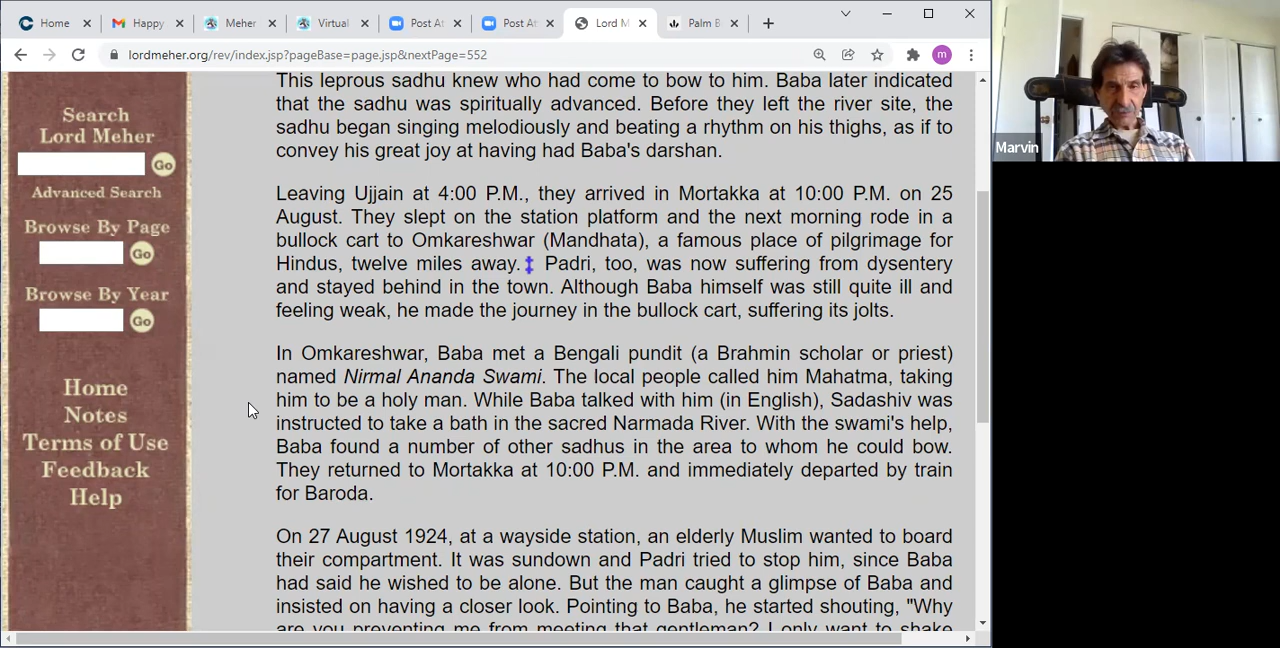 Home
Happy
Meher
Virtual
Post At
Post At
Lord M
Palm B
lordmeher.org/rev/index.jsp?pageBase=page.jsp&nextPage=552
m
Search
Lord Meher
Go
Advanced Search
Browse By Page
Go
Browse By Year
Go
Home
Notes
Terms of Use
Feedback
Help
This leprous sadhu knew who had come to bow to him. Baba later indicated
that the sadhu was spiritually advanced. Before they left the river site, the
sadhu began singing melodiously and beating a rhythm on his thighs, as if to
convey his great joy at having had Baba's darshan.
Leaving Ujjain at 4:00 P.M., they arrived in Mortakka at 10:00 P.M. on 25
August. They slept on the station platform and the next morning rode in a
bullock cart to Omkareshwar (Mandhata), a famous place of pilgrimage for
Hindus, twelve miles away.‡ Padri, too, was now suffering from dysentery
and stayed behind in the town. Although Baba himself was still quite ill and
feeling weak, he made the journey in the bullock cart, suffering its jolts.
In Omkareshwar, Baba met a Bengali pundit (a Brahmin scholar or priest)
named Nirmal Ananda Swami. The local people called him Mahatma, taking
him to be a holy man. While Baba talked with him (in English), Sadashiv was
instructed to take a bath in the sacred Narmada River. With the swami's help,
Baba found a number of other sadhus in the area to whom he could bow.
They returned to Mortakka at 10:00 P.M. and immediately departed by train
for Baroda.
On 27 August 1924, at a wayside station, an elderly Muslim wanted to board
their compartment. It was sundown and Padri tried to stop him, since Baba
had said he wished to be alone. But the man caught a glimpse of Baba and
insisted on having a closer look. Pointing to Baba, he started shouting, "Why
are you preventing me from meeting that gentleman? I only want to shake
Marvin